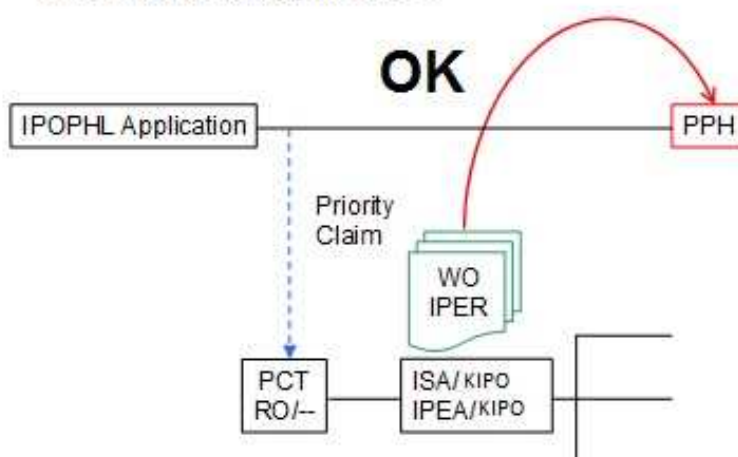 OK
IPOPHL Application
PPH
Priority
Claim
WO
IPER
PCT
RO/--
ISA/KIPO
IPEA/KIPO